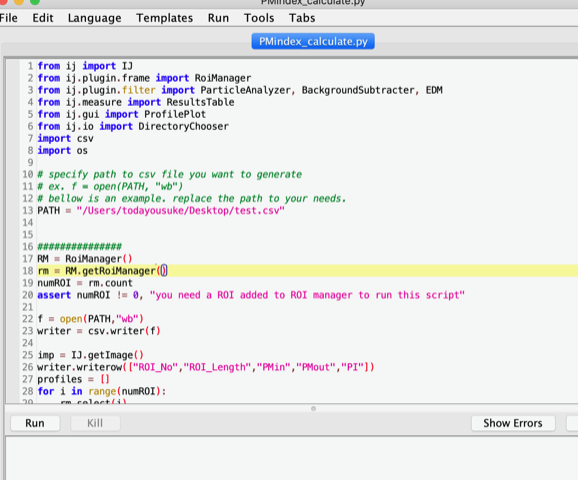 PMindex_calculate.py
File Edit Language Templates Run Tools Tabs
PMindex_calculate.py
1 from ij import IJ
2 from ij.plugin.frame import RoiManager
3 from ij.plugin.filter import ParticleAnalyzer, BackgroundSubtracter, EDM
4 from ij.measure import ResultsTable
5 from ij.gui import ProfilePlot
6 from ij.io import DirectoryChooser
7 import csv
8 import os
9
10 # specify path to csv file you want to generate
11 # ex. f = open(PATH, "wb")
12 # bellow is an example. replace the path to your needs.
13 PATH = "/Users/todayousuke/Desktop/test.csv"
14
15
16 ###############
17 RM = RoiManager()
18 rm = RM.getRoiManager()
19 numROI = rm.count
20 assert numROI != 0, "you need a ROI added to ROI manager to run this script"
21
22 f = open(PATH,"wb")
23 writer = csv.writer(f)
24
25 imp = IJ.getImage()
26 writer.writerow(["ROI_No","ROI_Length","PMin","PMout","PI"])
27 profiles = []
28 for i in range(numROI):
29 rm.select(i)
Run Kill Show Errors